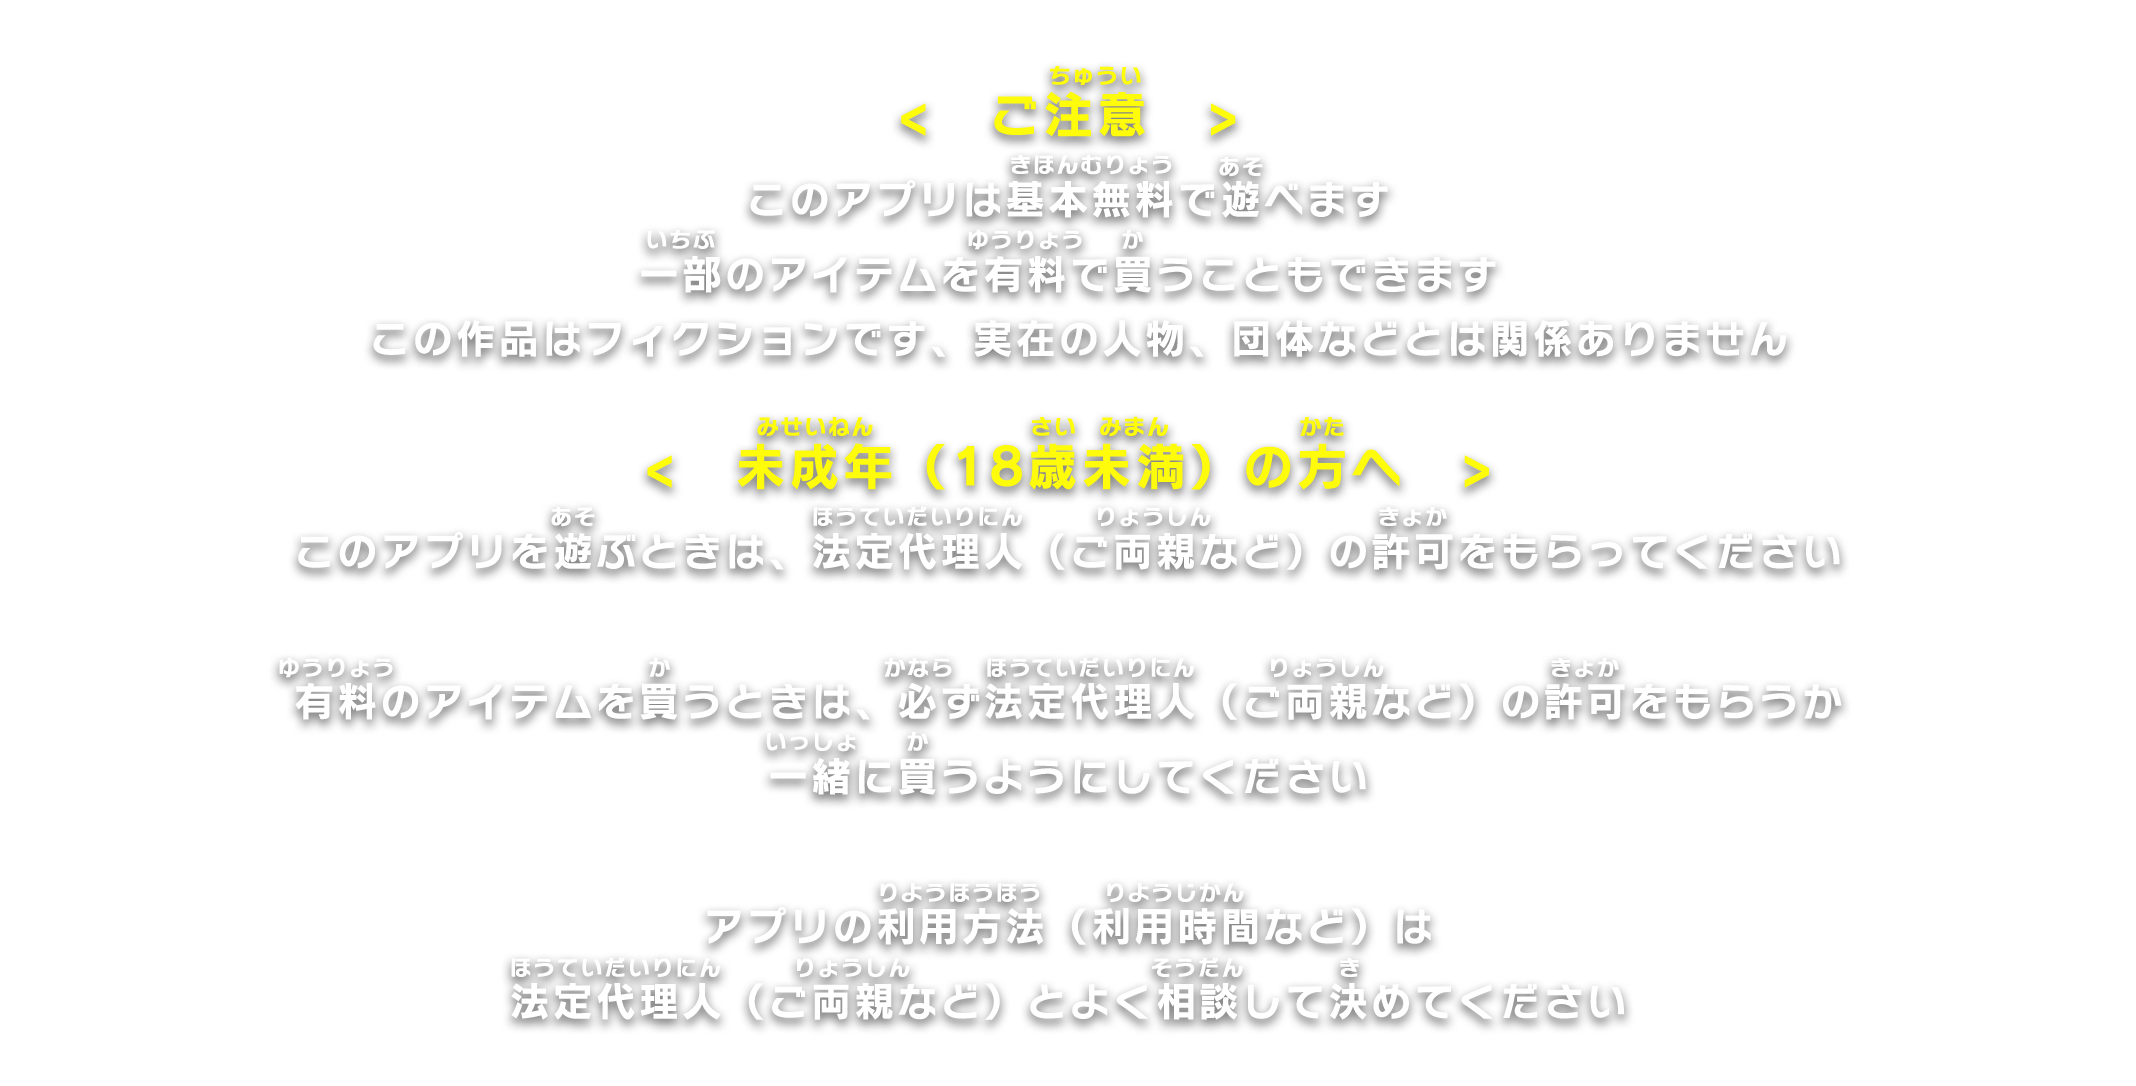 ちゅうい
< ご注意 >
きほんむりょう あそ
このアプリは基本無料で遊べます
いちぶ ゆうりょう か
一部のアイテムを有料で買うこともできます
この作品はフィクションです、実在の人物、団体などとは関係ありません
みせいねん さい みまん かた
< 未成年（18歳未満）の方へ >
あそ ほうていだいりにん りょうしん きょか
このアプリを遊ぶときは、法定代理人（ご両親など）の許可をもらってください
ゆうりょう か かなら ほうていだいりにん りょうしん きょか
有料のアイテムを買うときは、必ず法定代理人（ご両親など）の許可をもらうか
いっしょ か
一緒に買うようにしてください
りようほうほう りようじかん
アプリの利用方法（利用時間など）は
ほうていだいりにん りょうしん そうだん き
法定代理人（ご両親など）とよく相談して決めてください